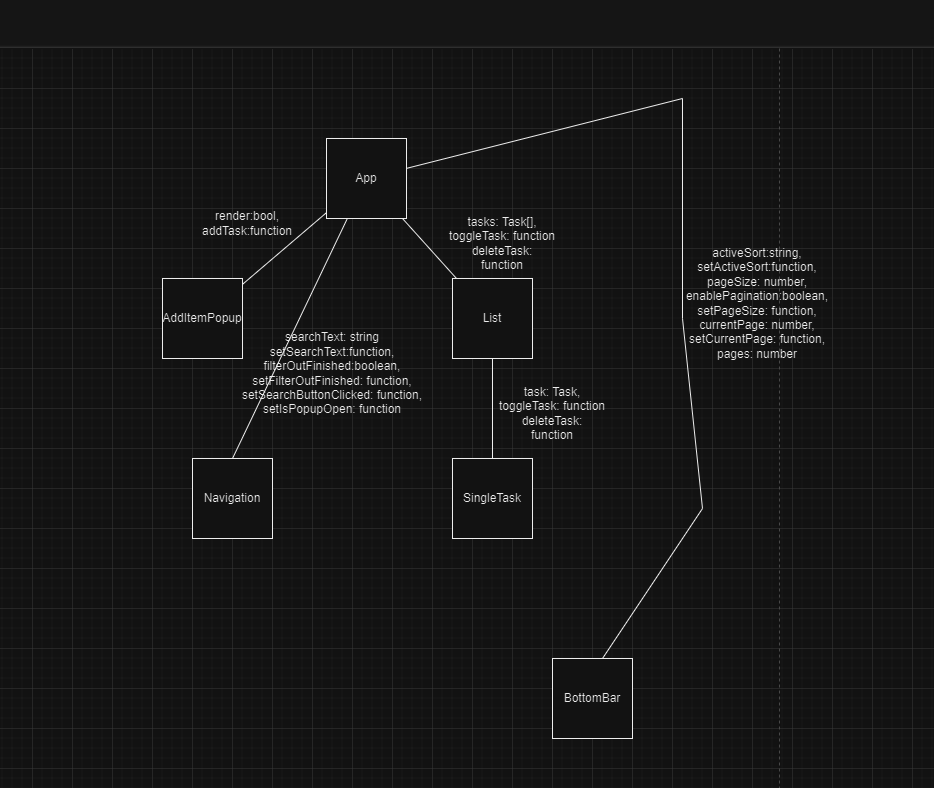 App
render:bool,
addTask:function
tasks: Task[],
toggleTask: function
deleteTask:
function
activeSort:string,
setActiveSort:function,
pageSize: number,
enablePagination:boolean,
setPageSize: function,
currentPage: number,
setCurrentPage: function,
pages: number
AddItemPopup
List
searchText: string
setSearchText:function,
filterOutFinished:boolean,
setFilterOutFinished: function,
setSearchButtonClicked: function,
setIsPopupOpen: function
task: Task,
toggleTask: function
deleteTask:
function
Navigation
SingleTask
BottomBar